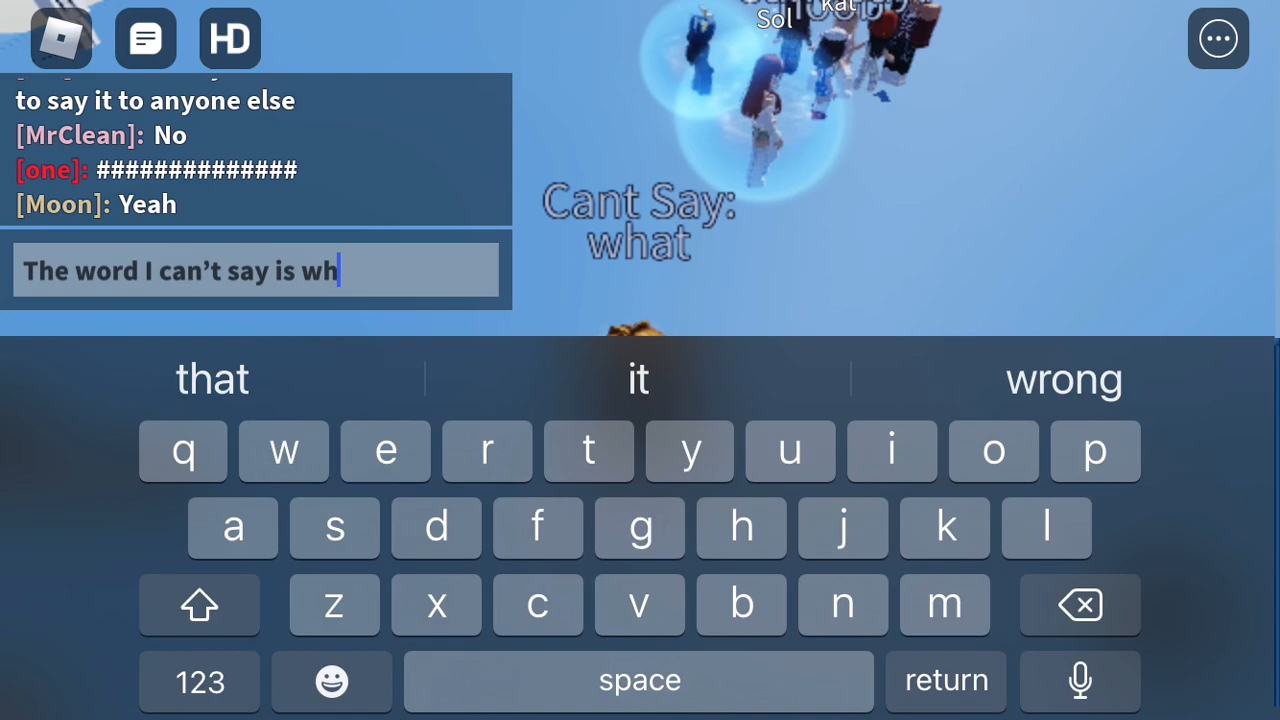 HD
Sol
kat
to say it to anyone else
[MrClean]: No
[one]: ##############
[Moon]: Yeah
Cant Say:
what
The word I can’t say is wh
that it wrong
q w e r t y u i o p
a s d f g h j k l
z x c v b n m
123 space return